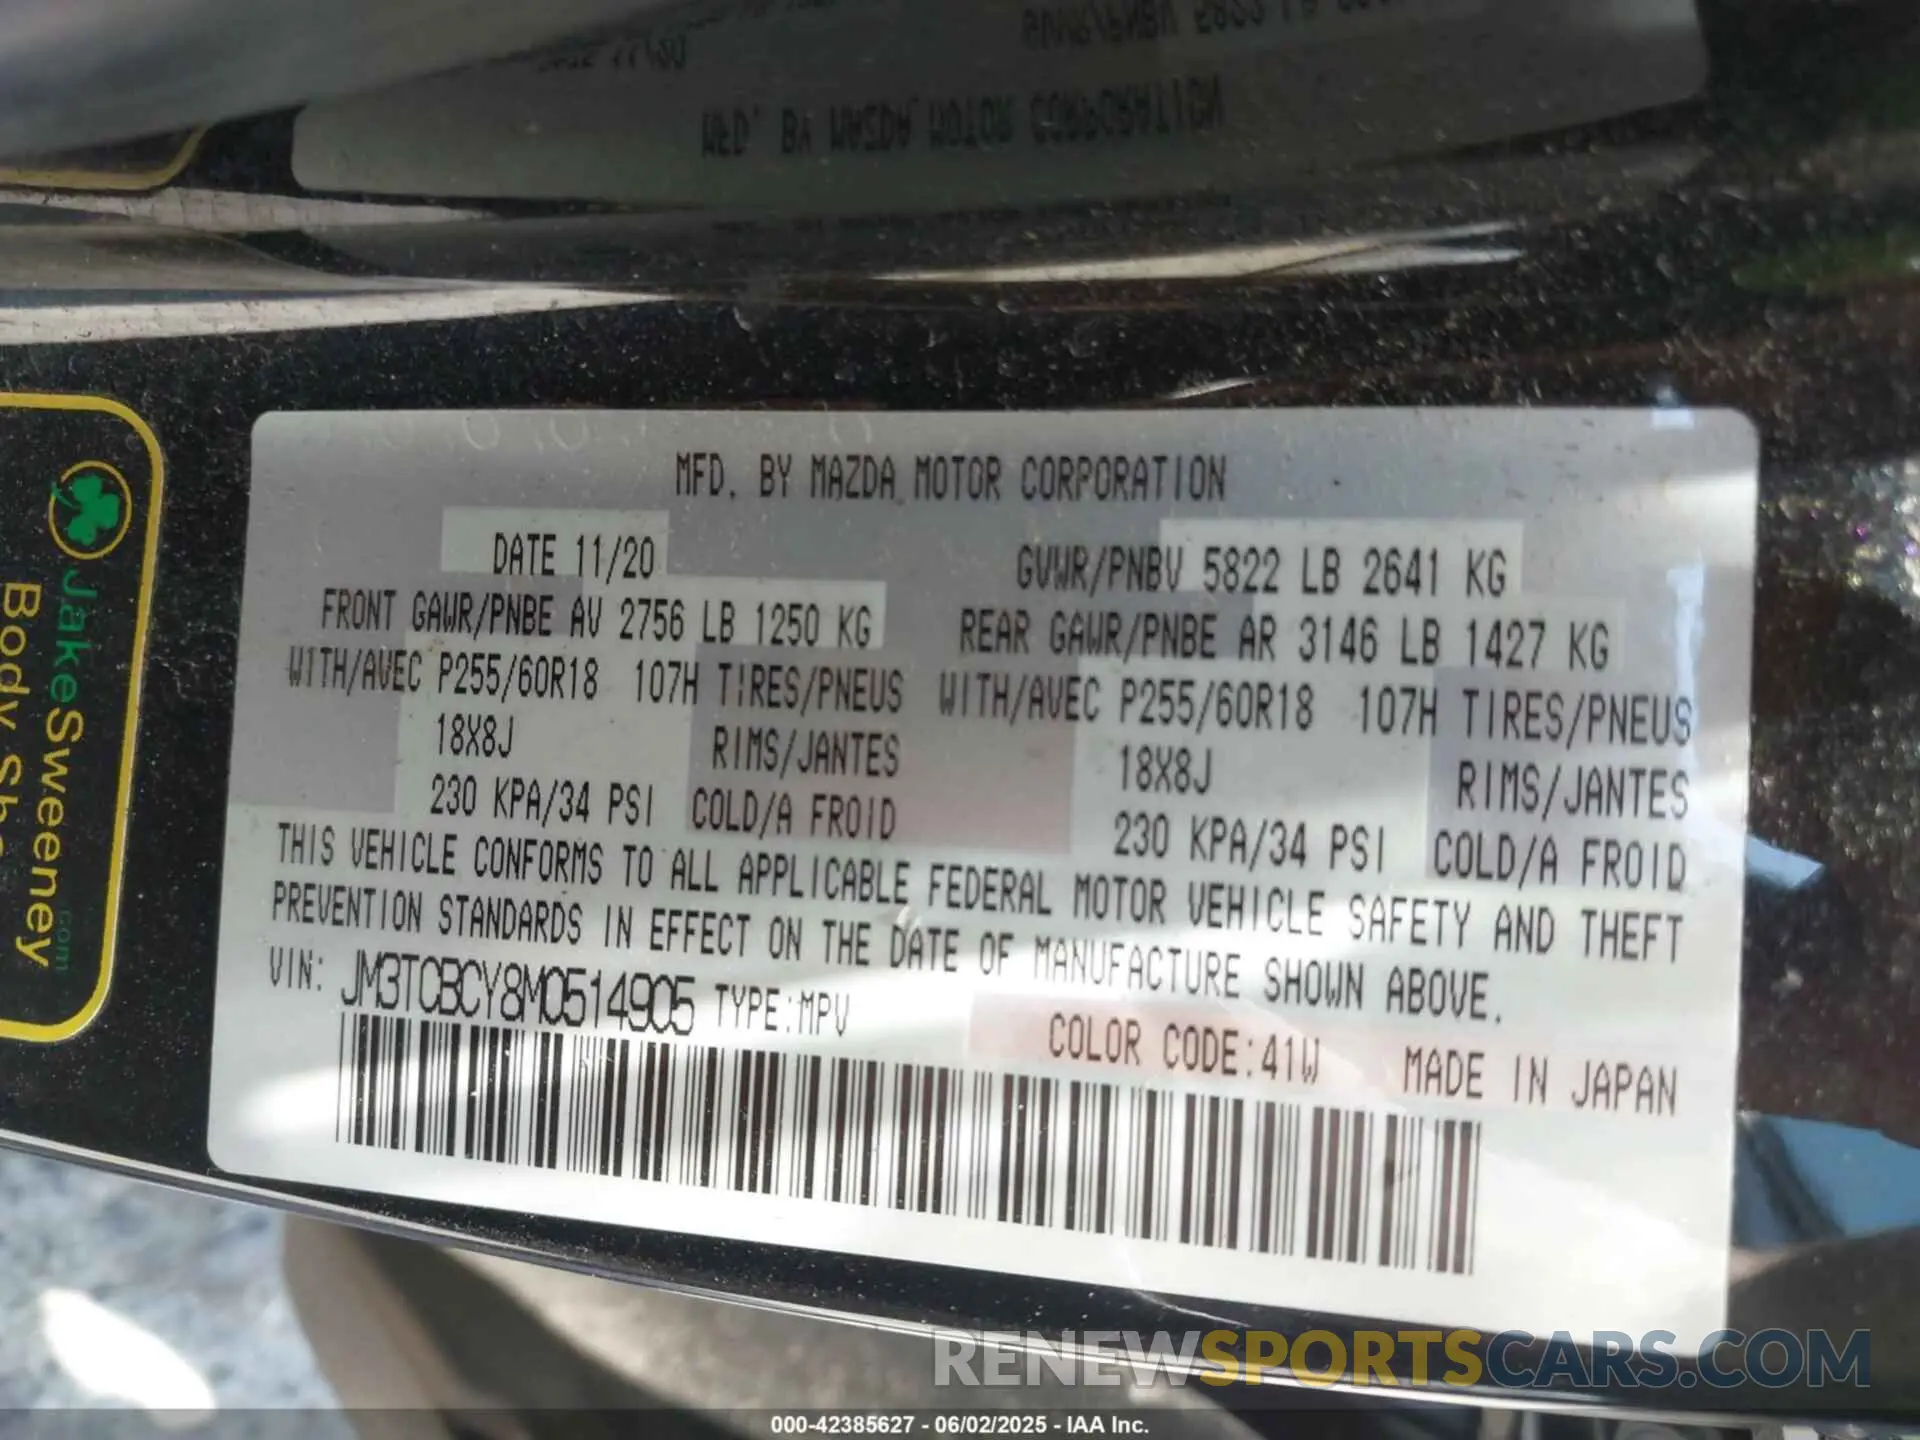 MFD. BY MAZDA MOTOR CORPORATION
DATE 11/20 GVWR/PNBV 5822 LB 2641 KG
FRONT GAWR/PNBE AV 2756 LB 1250 KG REAR GAWR/PNBE AR 3146 LB 1427 KG
WITH/AVEC P255/60R18 107H TIRES/PNEUS WITH/AVEC P255/60R18 107H TIRES/PNEUS
18X8J RIMS/JANTES 18X8J RIMS/JANTES
230 KPA/34 PSI COLD/A FROID 230 KPA/34 PSI COLD/A FROID
THIS VEHICLE CONFORMS TO ALL APPLICABLE FEDERAL MOTOR VEHICLE SAFETY AND THEFT
PREVENTION STANDARDS IN EFFECT ON THE DATE OF MANUFACTURE SHOWN ABOVE.
VIN: JM3TCBCY8M0514905 TYPE:MPV
COLOR CODE:41W MADE IN JAPAN
JakeSweeney.com
Body
Sweeney
RENEWSPORTSCARS.COM
000-42385627 - 06/02/2025 - IAA Inc.